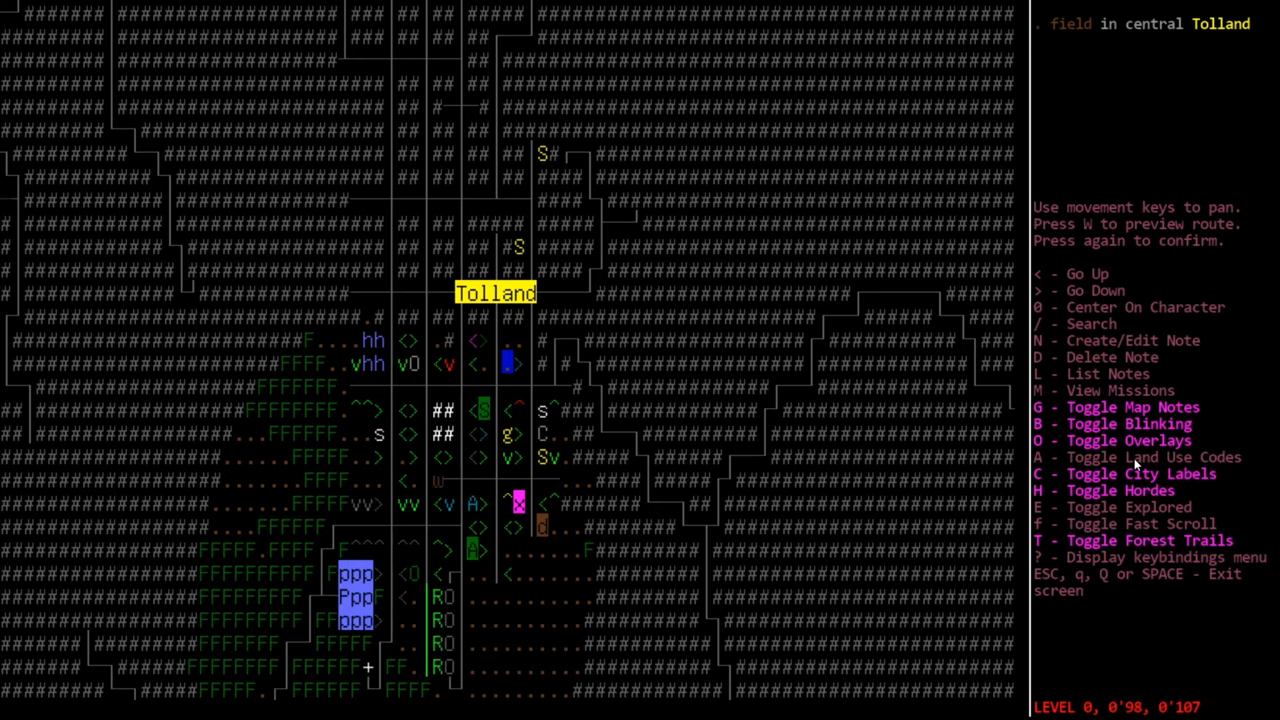 . field in central Tolland
Tolland
Use movement keys to pan.
Press W to preview route.
Press again to confirm.
< - Go Up
> - Go Down
0 - Center On Character
/ - Search
N - Create/Edit Note
D - Delete Note
L - List Notes
M - View Missions
G - Toggle Map Notes
B - Toggle Blinking
O - Toggle Overlays
A - Toggle Land Use Codes
C - Toggle City Labels
H - Toggle Hordes
E - Toggle Explored
f - Toggle Fast Scroll
T - Toggle Forest Trails
? - Display keybindings menu
ESC, q, Q or SPACE - Exit
screen
LEVEL 0, 0'98, 0'107